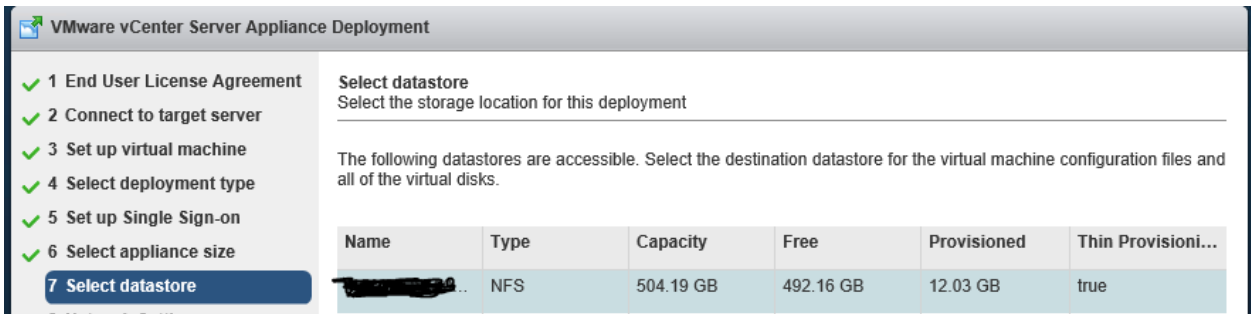 VMware vCenter Server Appliance Deployment
1 End User License Agreement
2 Connect to target server
3 Set up virtual machine
4 Select deployment type
5 Set up Single Sign-on
6 Select appliance size
7 Select datastore
Select datastore
Select the storage location for this deployment
The following datastores are accessible. Select the destination datastore for the virtual machine configuration files and
all of the virtual disks.
Name Type Capacity Free Provisioned Thin Provisioni...
.. NFS 504.19 GB 492.16 GB 12.03 GB true